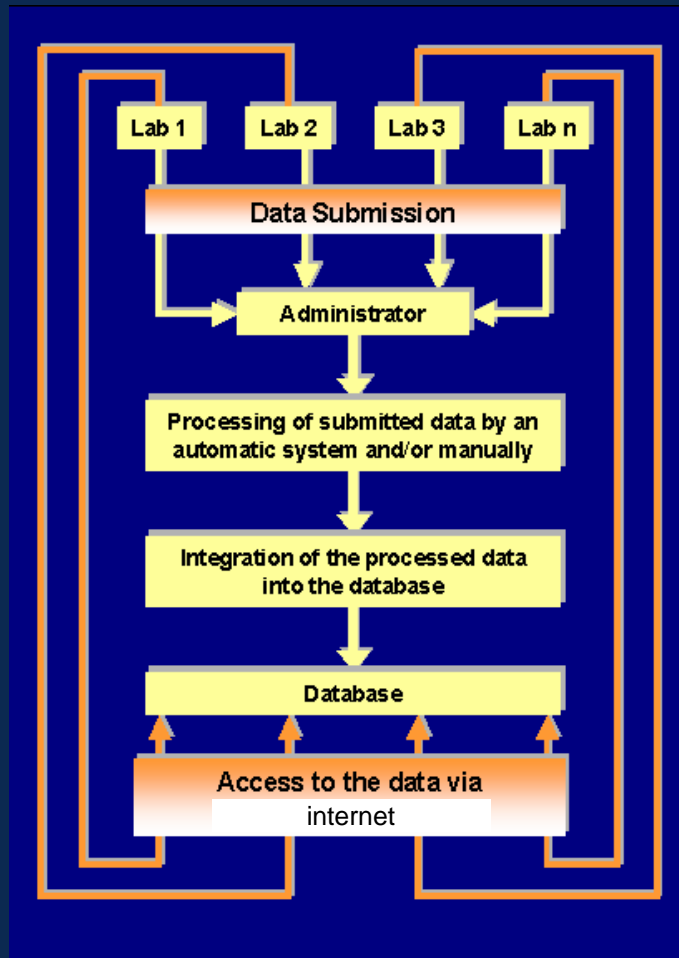 Lab 1
Lab 2
Lab 3
Lab n
Data Submission
Administrator
Processing of submitted data by an
automatic system and/or manually
Integration of the processed data
into the database
Database
Access to the data via
internet